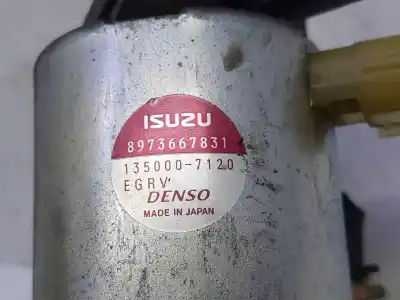 ISUZU
8973667831
135000-7120
EGRV
DENSO
MADE IN JAPAN